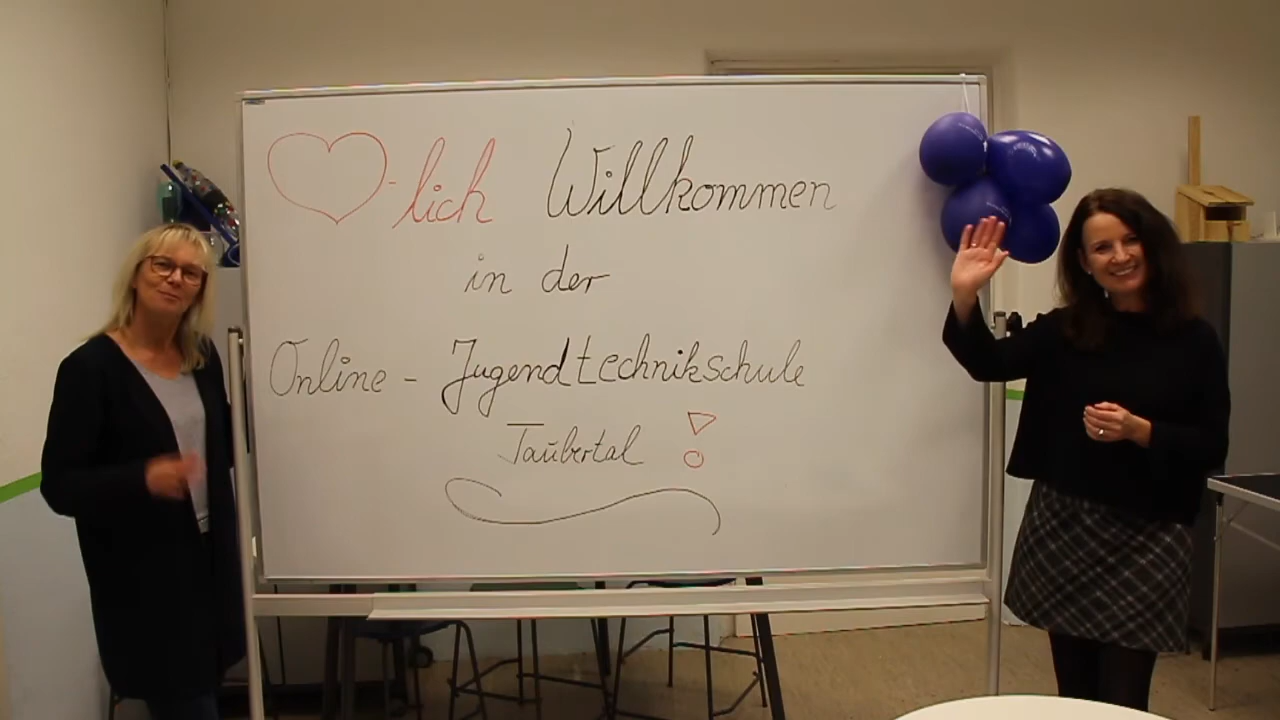 ♡-lich Willkommen
in der
Online - Jugendtechnikschule
Taubertal !